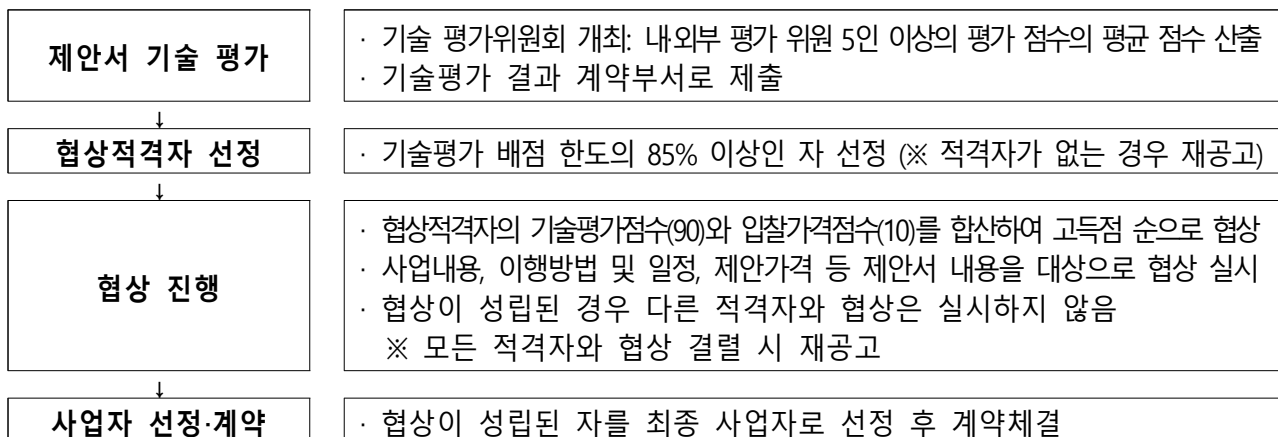 제안서 기술 평가
· 기술 평가위원회 개최: 내외부 평가 위원 5인 이상의 평가 점수의 평균 점수 산출
· 기술평가 결과 계약부서로 제출
↓
협상적격자 선정
· 기술평가 배점 한도의 85% 이상인 자 선정 (※ 적격자가 없는 경우 재공고)
↓
협상 진행
· 협상적격자의 기술평가점수(90)와 입찰가격점수(10)를 합산하여 고득점 순으로 협상
· 사업내용, 이행방법 및 일정, 제안가격 등 제안서 내용을 대상으로 협상 실시
· 협상이 성립된 경우 다른 적격자와 협상은 실시하지 않음
※ 모든 적격자와 협상 결렬 시 재공고
↓
사업자 선정·계약
· 협상이 성립된 자를 최종 사업자로 선정 후 계약체결